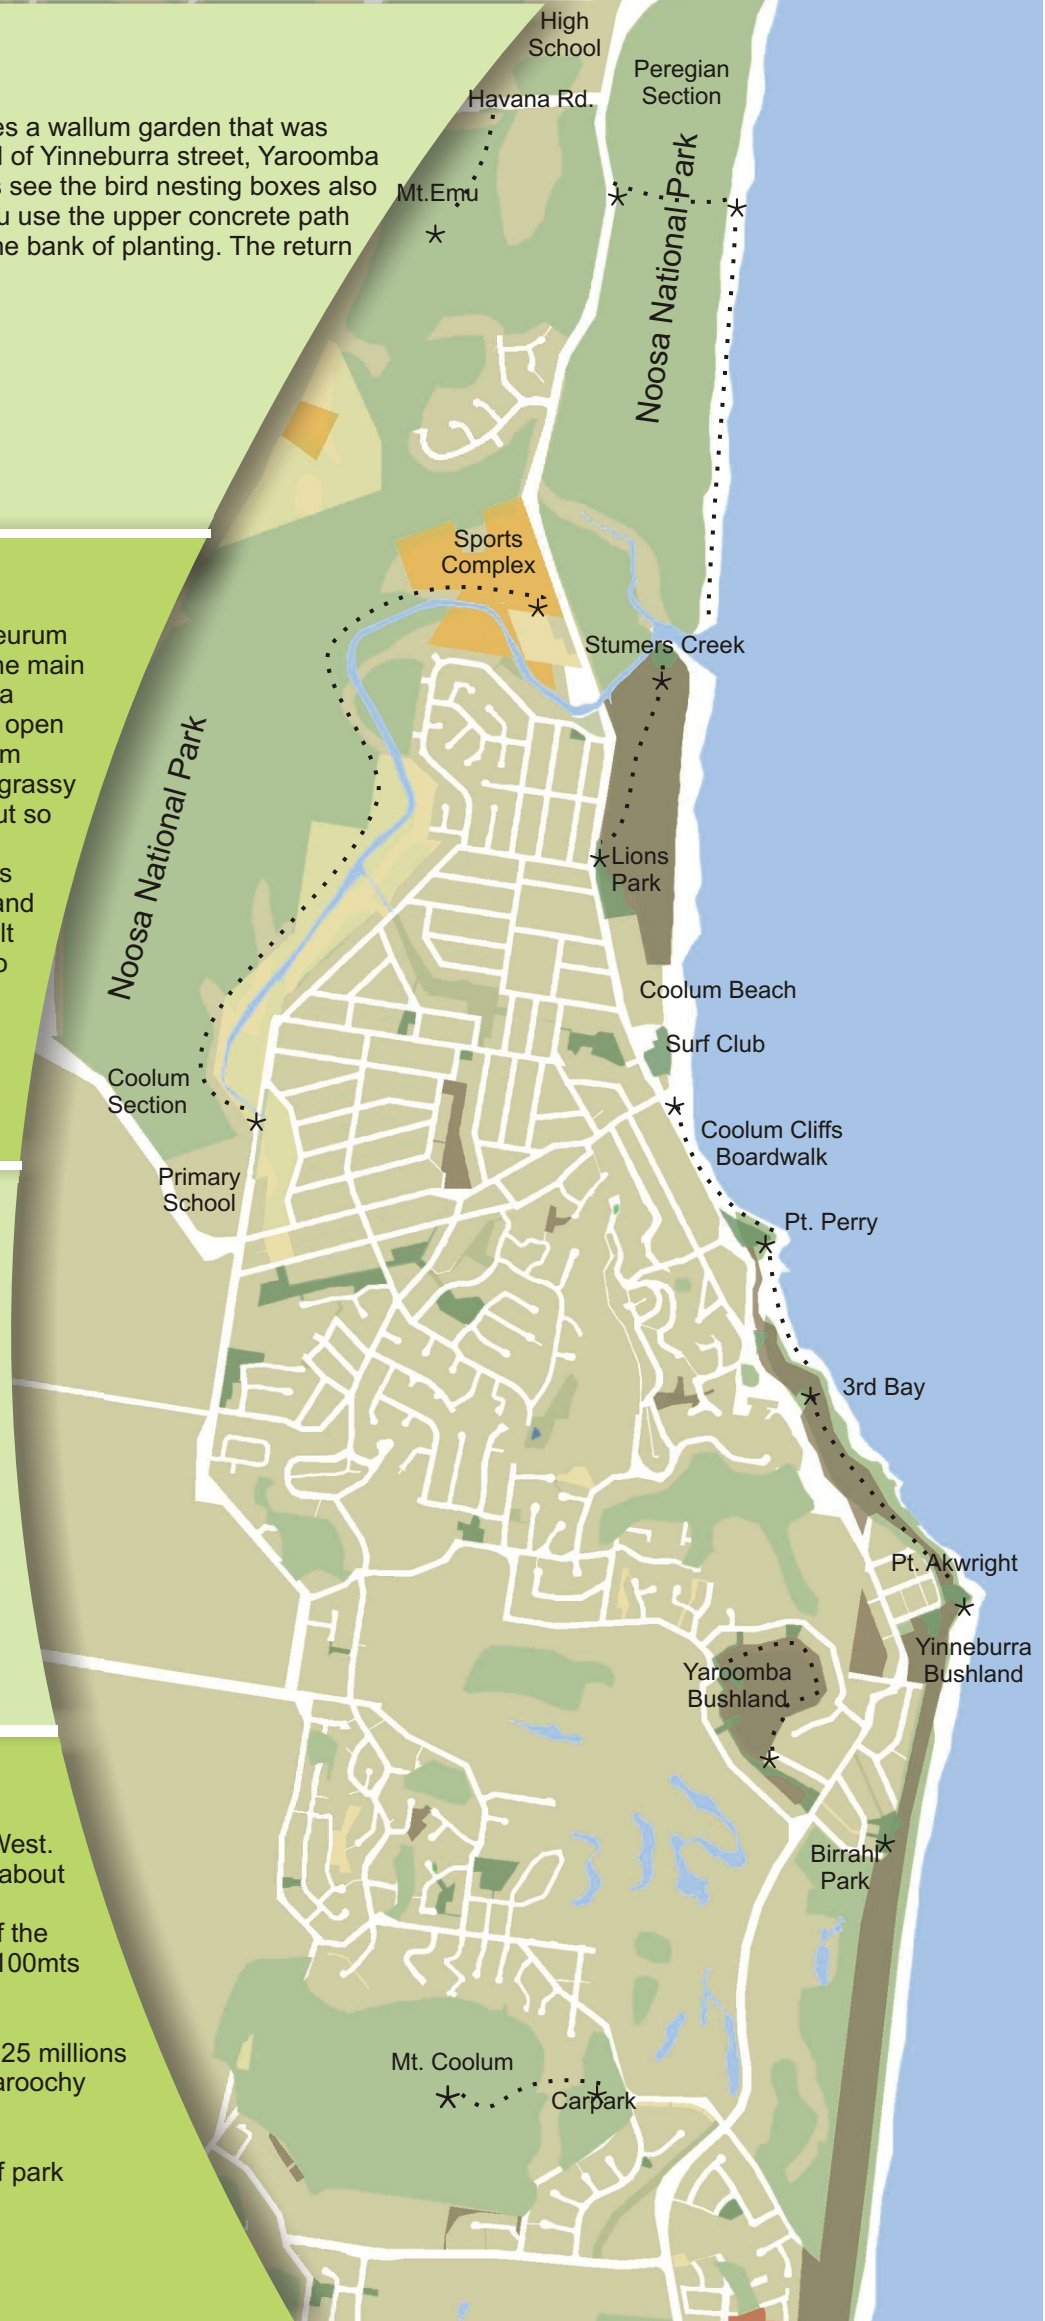 es a wallum garden that was
of Yinneburra street, Yaroomba
see the bird nesting boxes also
u use the upper concrete path
he bank of planting. The return
eurum
he main
a
open
m
grassy
ut so
s
and
lt
o
West.
about
f the
100mts
25 millions
aroochy
f park
High
School
Peregian
Section
Havana Rd.
Mt.Emu
Noosa National Park
Sports
Complex
Stumers Creek
Noosa National Park
Lions
Park
Coolum Beach
Surf Club
Coolum
Section
Coolum Cliffs
Boardwalk
Primary
School
Pt. Perry
3rd Bay
Pt. Akwright
Yinneburra
Bushland
Yaroomba
Bushland
Birrahl
Park
Mt. Coolum
Carpark